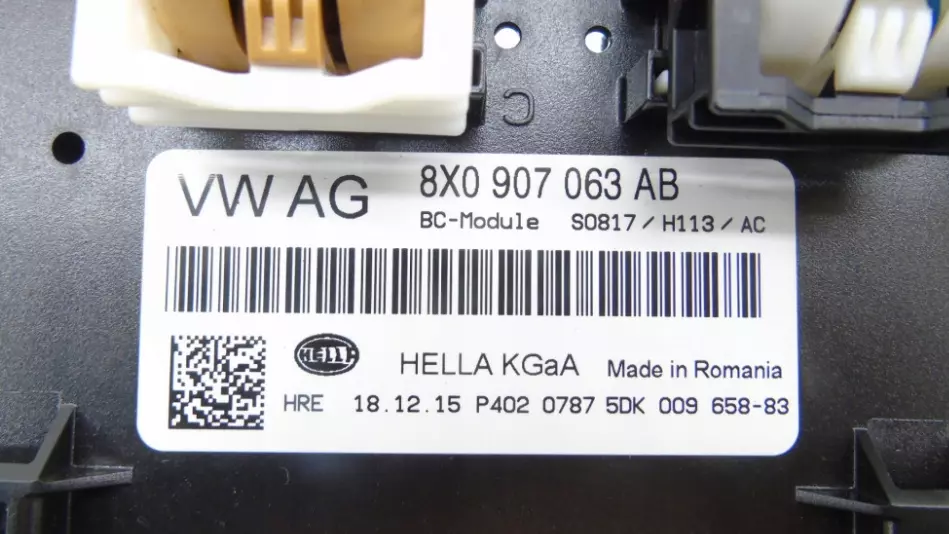 C
VW AG 8X0 907 063 AB
BC-Module S0817 / H113 / AC
HELLA HELLA KGaA Made in Romania
HRE 18.12.15 P402 0787 5DK 009 658-83